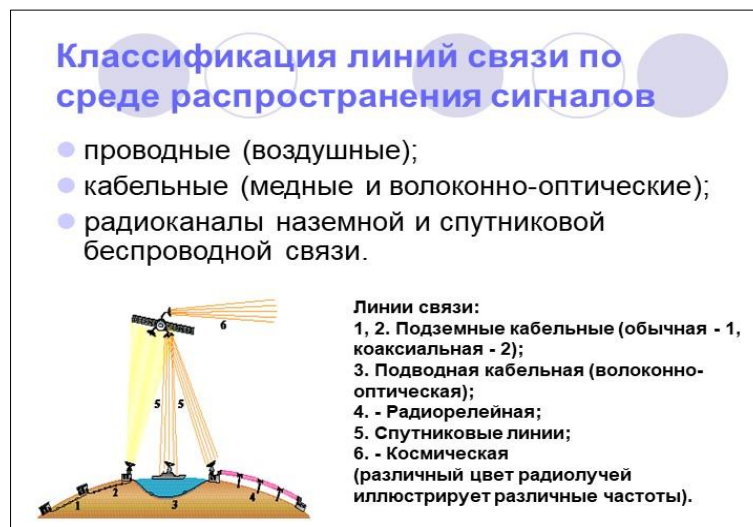 Классификация линий связи по
среде распространения сигналов
проводные (воздушные);
кабельные (медные и волоконно-оптические);
радиоканалы наземной и спутниковой
беспроводной связи.
Линии связи:
1, 2. Подземные кабельные (обычная - 1,
коаксиальная - 2);
3. Подводная кабельная (волоконно-
оптическая);
4. - Радиорелейная;
5. Спутниковые линии;
6. - Космическая
(различный цвет радиолучей
иллюстрирует различные частоты).
6
5 5
1 2 3 4